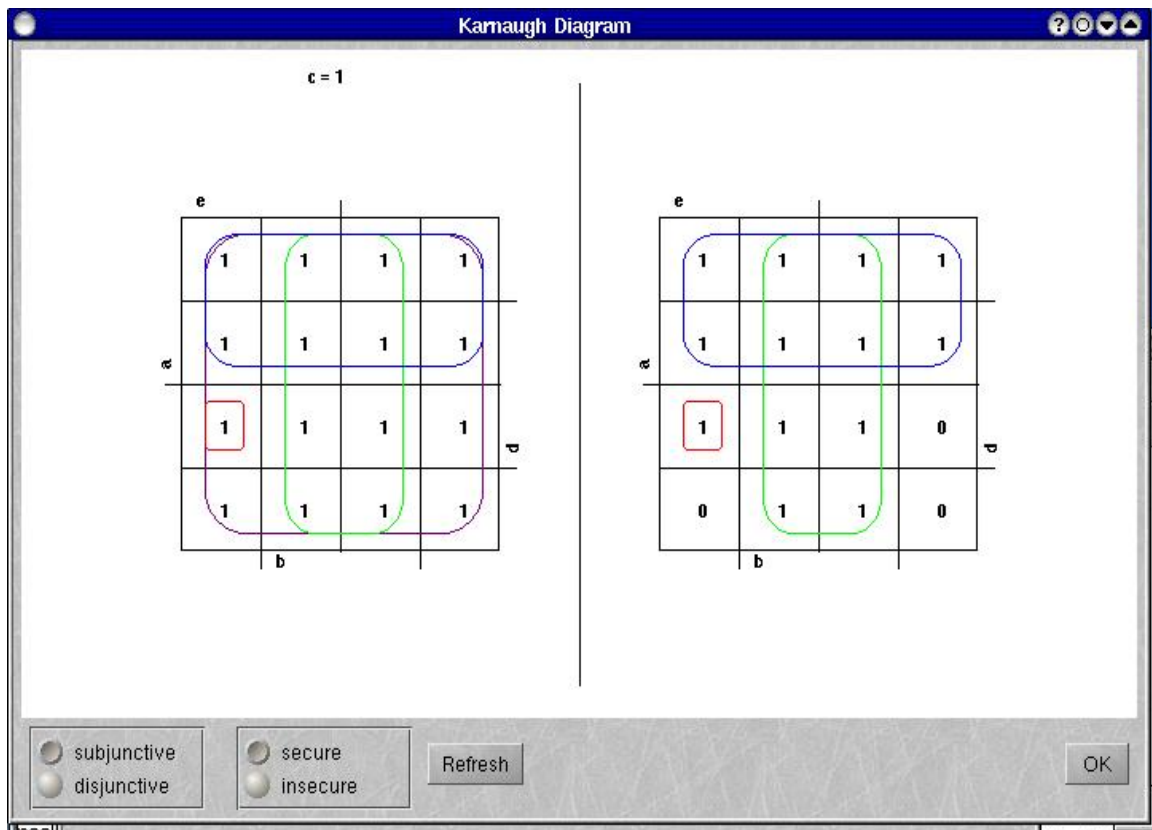 Karnaugh Diagram ?
c = 1
e e
1 1 1 1 1 1 1 1
1 1 1 1 1 1 1 1
a a
1 1 1 1 1 1 1 0
d d
1 1 1 1 0 1 1 0
b b
subjunctive secure
Refresh OK
disjunctive insecure